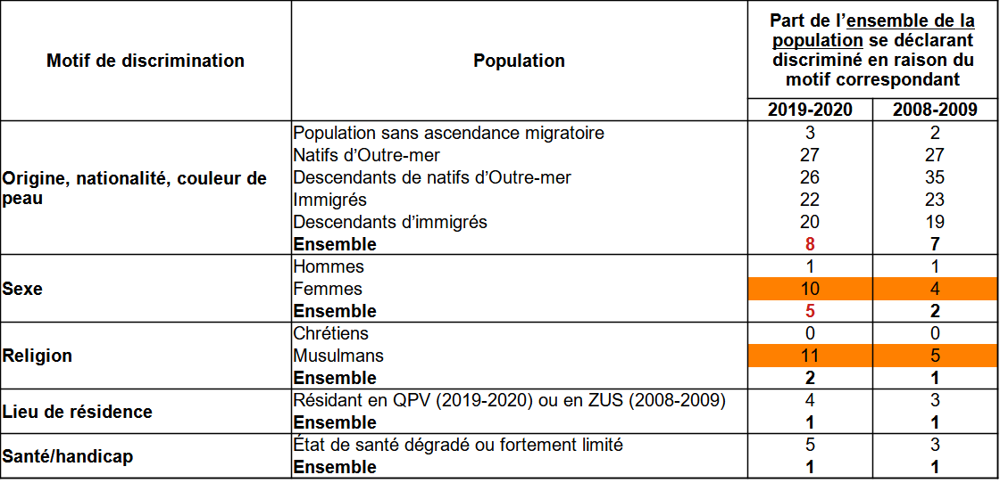 Motif de discrimination
Population
Part de l’ensemble de la
population se déclarant
discriminé en raison du
motif correspondant
2019-2020 2008-2009
Origine, nationalité, couleur de
peau
Population sans ascendance migratoire 3 2
Natifs d’Outre-mer 27 27
Descendants de natifs d’Outre-mer 26 35
Immigrés 22 23
Descendants d’immigrés 20 19
Ensemble 8 7
Sexe
Hommes 1 1
Femmes 10 4
Ensemble 5 2
Religion
Chrétiens 0 0
Musulmans 11 5
Ensemble 2 1
Lieu de résidence
Résidant en QPV (2019-2020) ou en ZUS (2008-2009) 4 3
Ensemble 1 1
Santé/handicap
État de santé dégradé ou fortement limité 5 3
Ensemble 1 1